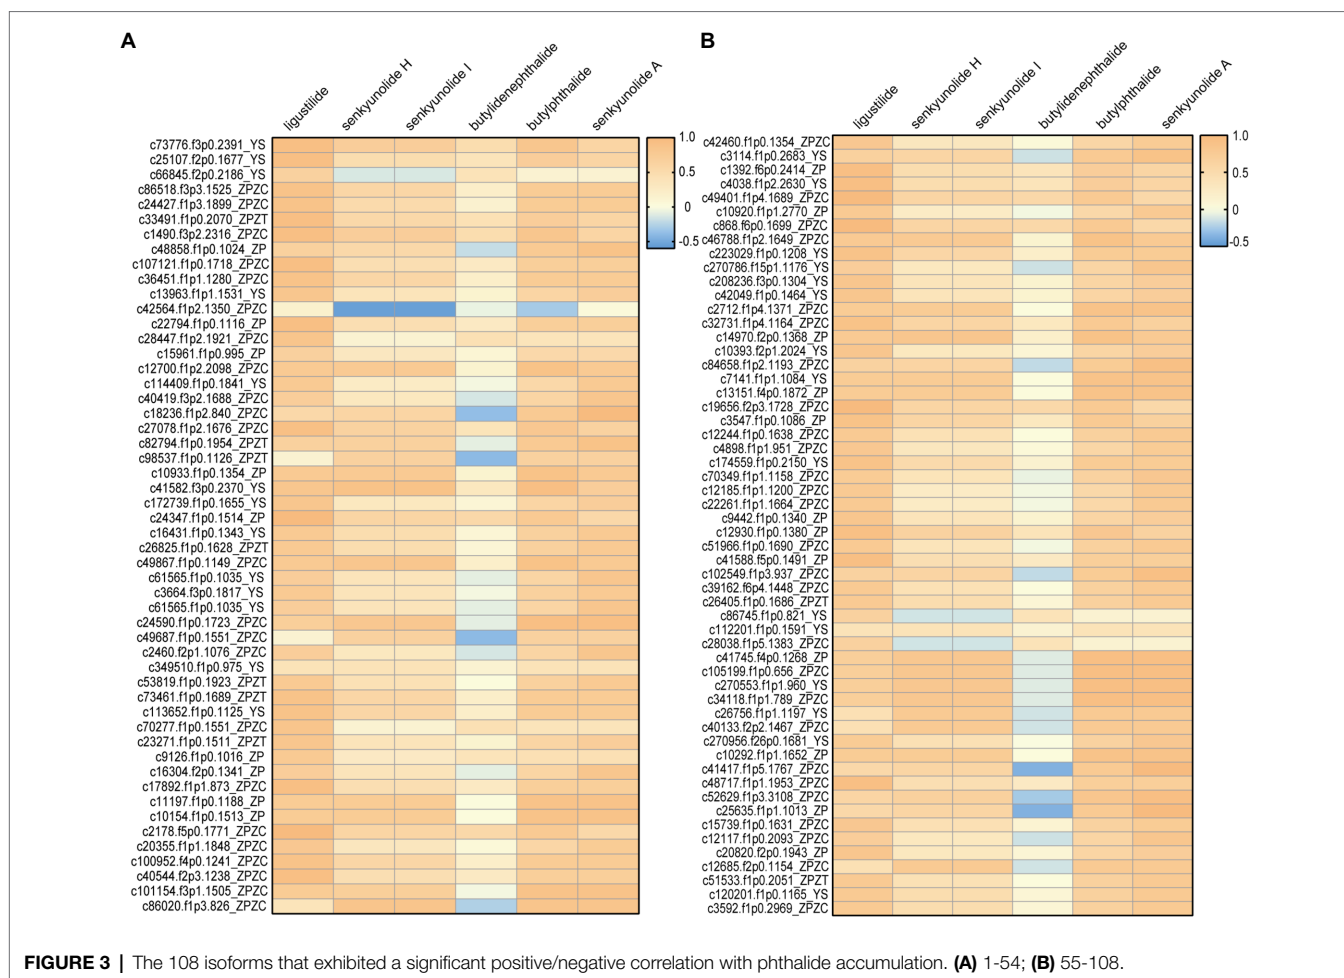 A
ligustilide
senkyunolide H
senkyunolide I
butylidenephthalide
butylphthalide
senkyunolide A
c73776.f3p0.2391_YS
c25107.f2p0.1677_YS
c66845.f2p0.2186_YS
c86518.f3p3.1525_ZPZC
c24427.f1p3.1899_ZPZC
c33491.f1p0.2070_ZPZT
c1490.f3p2.2316_ZPZC
c48858.f1p0.1024_ZP
c107121.f1p0.1718_ZPZC
c36451.f1p1.1280_ZPZC
c13963.f1p1.1531_YS
c42564.f1p2.1350_ZPZC
c22794.f1p0.1116_ZP
c28447.f1p2.1921_ZPZC
c15961.f1p0.995_ZP
c12700.f1p2.2098_ZPZC
c114409.f1p0.1841_YS
c40419.f3p2.1688_ZPZC
c18236.f1p2.840_ZPZC
c27078.f1p2.1676_ZPZC
c82794.f1p0.1954_ZPZT
c98537.f1p0.1126_ZPZT
c10933.f1p0.1354_ZP
c41582.f3p0.2370_YS
c172739.f1p0.1655_YS
c24347.f1p0.1514_ZP
c16431.f1p0.1343_YS
c26825.f1p0.1628_ZPZT
c49867.f1p0.1149_ZPZC
c61565.f1p0.1035_YS
c3664.f3p0.1817_YS
c61565.f1p0.1035_YS
c24590.f1p0.1723_ZPZC
c49687.f1p0.1551_ZPZC
c2460.f2p1.1076_ZPZC
c349510.f1p0.975_YS
c53819.f1p0.1923_ZPZT
c73461.f1p0.1689_ZPZT
c113652.f1p0.1125_YS
c70277.f1p0.1551_ZPZC
c23271.f1p0.1511_ZPZT
c9126.f1p0.1016_ZP
c16304.f2p0.1341_ZP
c17892.f1p1.873_ZPZC
c11197.f1p0.1188_ZP
c10154.f1p0.1513_ZP
c2178.f5p0.1771_ZPZC
c20355.f1p1.1848_ZPZC
c100952.f4p0.1241_ZPZC
c40544.f2p3.1238_ZPZC
c101154.f3p1.1505_ZPZC
c86020.f1p3.826_ZPZC
1.0
0.5
0
-0.5
B
ligustilide
senkyunolide H
senkyunolide I
butylidenephthalide
butylphthalide
senkyunolide A
c42460.f1p0.1354_ZPZC
c3114.f1p0.2683_YS
c1392.f6p0.2414_ZP
c4038.f1p2.2630_YS
c49401.f1p4.1689_ZPZC
c10920.f1p1.2770_ZP
c868.f6p0.1699_ZPZC
c46788.f1p2.1649_ZPZC
c223029.f1p0.1208_YS
c270786.f15p1.1176_YS
c208236.f3p0.1304_YS
c42049.f1p0.1464_YS
c2712.f1p4.1371_ZPZC
c32731.f1p4.1164_ZPZC
c14970.f2p0.1368_ZP
c10393.f2p1.2024_YS
c84658.f1p2.1193_ZPZC
c7141.f1p1.1084_YS
c13151.f4p0.1872_ZP
c19656.f2p3.1728_ZPZC
c3547.f1p0.1086_ZP
c12244.f1p0.1638_ZPZC
c4898.f1p1.951_ZPZC
c174559.f1p0.2150_YS
c70349.f1p1.1158_ZPZC
c12185.f1p1.1200_ZPZC
c22261.f1p1.1664_ZPZC
c9442.f1p0.1340_ZP
c12930.f1p0.1380_ZP
c51966.f1p0.1690_ZPZC
c41588.f5p0.1491_ZP
c102549.f1p3.937_ZPZC
c39162.f6p4.1448_ZPZC
c26405.f1p0.1686_ZPZT
c86745.f1p0.821_YS
c112201.f1p0.1591_YS
c28038.f1p5.1383_ZPZC
c41745.f4p0.1268_ZP
c105199.f1p0.656_ZPZC
c270553.f1p1.960_YS
c34118.f1p1.789_ZPZC
c26756.f1p1.1197_YS
c40133.f2p2.1467_ZPZC
c270956.f26p0.1681_YS
c10292.f1p1.1652_ZP
c41417.f1p5.1767_ZPZC
c48717.f1p1.1953_ZPZC
c52629.f1p3.3108_ZPZC
c25635.f1p1.1013_ZP
c15739.f1p0.1631_ZPZC
c12117.f1p0.2093_ZPZC
c20820.f2p0.1943_ZP
c12685.f2p0.1154_ZPZC
c51533.f1p0.2051_ZPZT
c120201.f1p0.1165_YS
c3592.f1p0.2969_ZPZC
1.0
0.5
0
-0.5
FIGURE 3 | The 108 isoforms that exhibited a significant positive/negative correlation with phthalide accumulation. (A) 1-54; (B) 55-108.